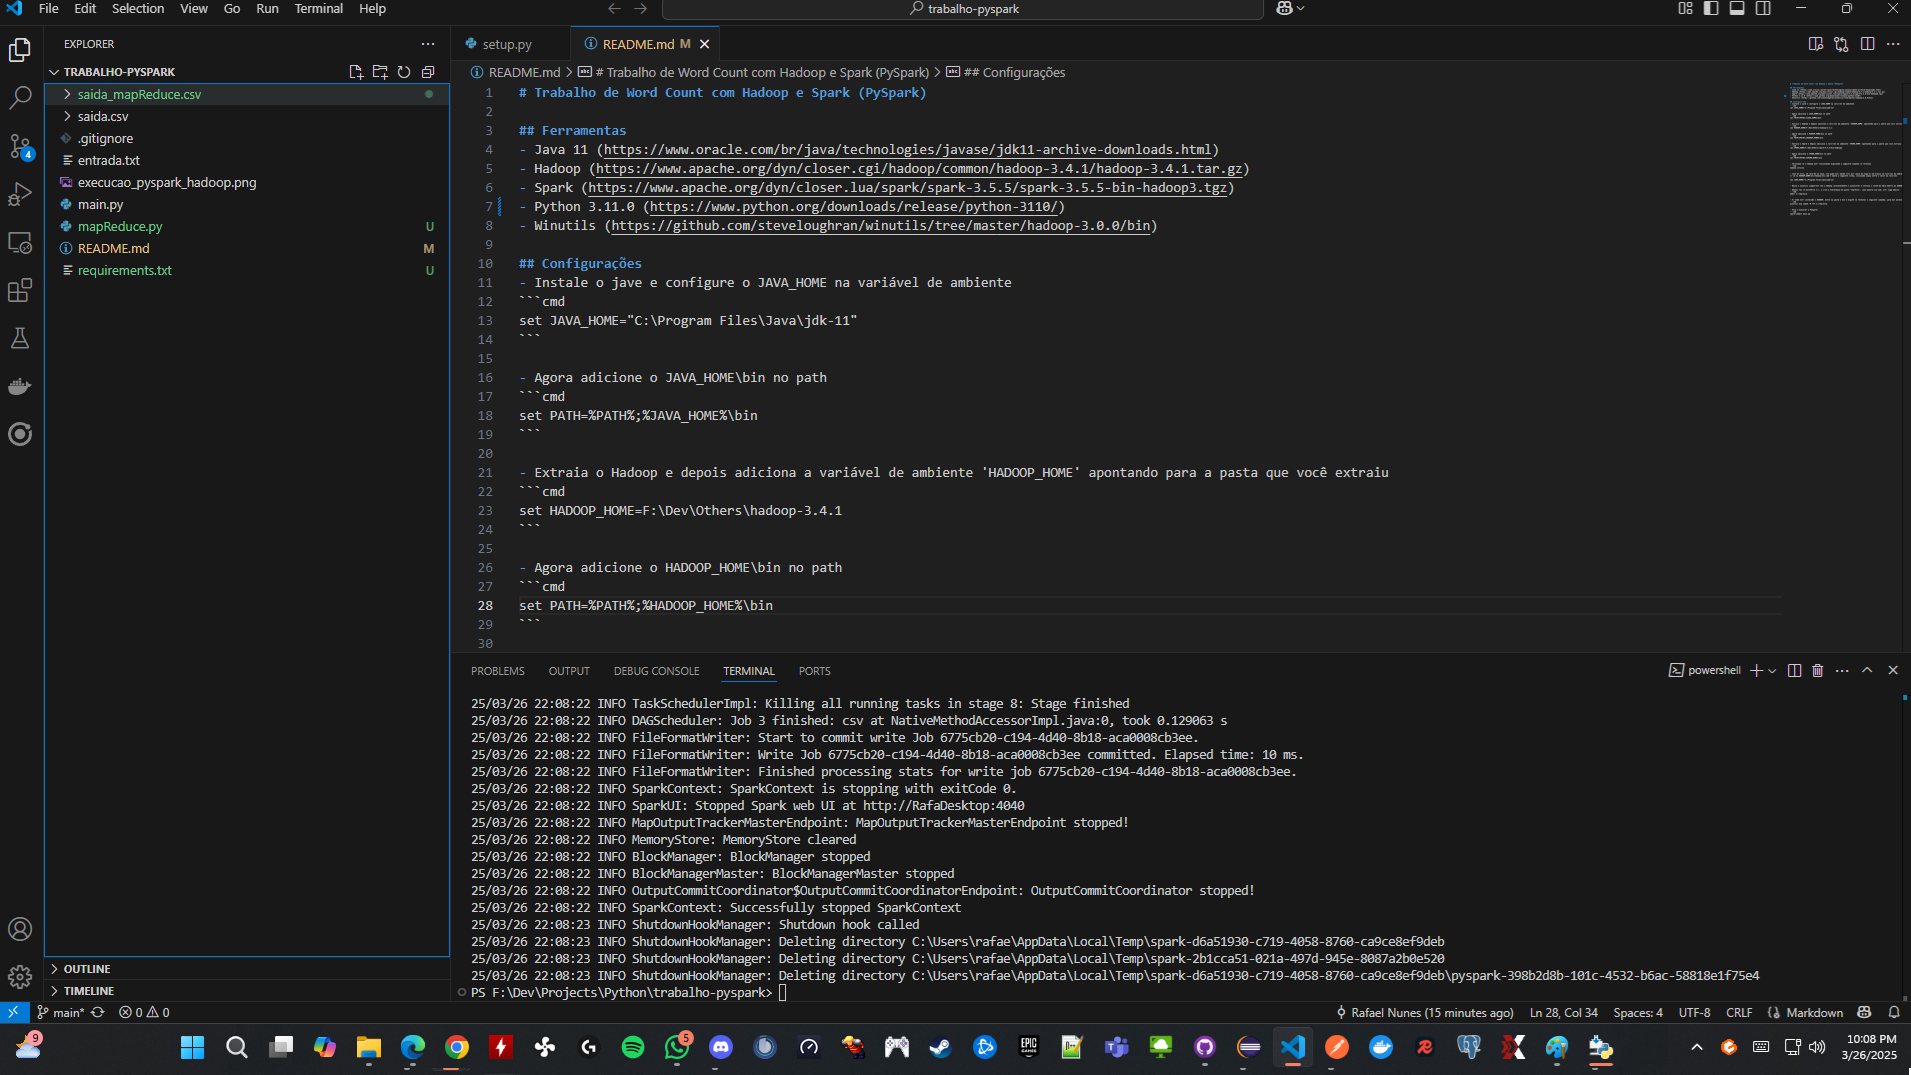 File Edit Selection View Go Run Terminal Help
trabalho-pyspark
EXPLORER
TRABALHO-PYSPARK
saida_mapReduce.csv
saida.csv
.gitignore
entrada.txt
execucao_pyspark_hadoop.png
main.py
mapReduce.py U
README.md M
requirements.txt U
OUTLINE
TIMELINE
4
setup.py
README.md M
README.md > # Trabalho de Word Count com Hadoop e Spark (PySpark) > ## Configurações
1 # Trabalho de Word Count com Hadoop e Spark (PySpark)
2
3 ## Ferramentas
4 - Java 11 (https://www.oracle.com/br/java/technologies/javase/jdk11-archive-downloads.html)
5 - Hadoop (https://www.apache.org/dyn/closer.cgi/hadoop/common/hadoop-3.4.1/hadoop-3.4.1.tar.gz)
6 - Spark (https://www.apache.org/dyn/closer.lua/spark/spark-3.5.5/spark-3.5.5-bin-hadoop3.tgz)
7 - Python 3.11.0 (https://www.python.org/downloads/release/python-3110/)
8 - Winutils (https://github.com/steveloughran/winutils/tree/master/hadoop-3.0.0/bin)
9
10 ## Configurações
11 - Instale o jave e configure o JAVA_HOME na variável de ambiente
12 ```cmd
13 set JAVA_HOME="C:\Program Files\Java\jdk-11"
14 ```
15
16 - Agora adicione o JAVA_HOME\bin no path
17 ```cmd
18 set PATH=%PATH%;%JAVA_HOME%\bin
19 ```
20
21 - Extraia o Hadoop e depois adiciona a variável de ambiente 'HADOOP_HOME' apontando para a pasta que você extraiu
22 ```cmd
23 set HADOOP_HOME=F:\Dev\Others\hadoop-3.4.1
24 ```
25
26 - Agora adicione o HADOOP_HOME\bin no path
27 ```cmd
28 set PATH=%PATH%;%HADOOP_HOME%\bin
29 ```
30
PROBLEMS OUTPUT DEBUG CONSOLE TERMINAL PORTS
powershell
25/03/26 22:08:22 INFO TaskSchedulerImpl: Killing all running tasks in stage 8: Stage finished
25/03/26 22:08:22 INFO DAGScheduler: Job 3 finished: csv at NativeMethodAccessorImpl.java:0, took 0.129063 s
25/03/26 22:08:22 INFO FileFormatWriter: Start to commit write Job 6775cb20-c194-4d40-8b18-aca0008cb3ee.
25/03/26 22:08:22 INFO FileFormatWriter: Write Job 6775cb20-c194-4d40-8b18-aca0008cb3ee committed. Elapsed time: 10 ms.
25/03/26 22:08:22 INFO FileFormatWriter: Finished processing stats for write job 6775cb20-c194-4d40-8b18-aca0008cb3ee.
25/03/26 22:08:22 INFO SparkContext: SparkContext is stopping with exitCode 0.
25/03/26 22:08:22 INFO SparkUI: Stopped Spark web UI at http://RafaDesktop:4040
25/03/26 22:08:22 INFO MapOutputTrackerMasterEndpoint: MapOutputTrackerMasterEndpoint stopped!
25/03/26 22:08:22 INFO MemoryStore: MemoryStore cleared
25/03/26 22:08:22 INFO BlockManager: BlockManager stopped
25/03/26 22:08:22 INFO BlockManagerMaster: BlockManagerMaster stopped
25/03/26 22:08:22 INFO OutputCommitCoordinator$OutputCommitCoordinatorEndpoint: OutputCommitCoordinator stopped!
25/03/26 22:08:22 INFO SparkContext: Successfully stopped SparkContext
25/03/26 22:08:23 INFO ShutdownHookManager: Shutdown hook called
25/03/26 22:08:23 INFO ShutdownHookManager: Deleting directory C:\Users\rafae\AppData\Local\Temp\spark-d6a51930-c719-4058-8760-ca9ce8ef9deb
25/03/26 22:08:23 INFO ShutdownHookManager: Deleting directory C:\Users\rafae\AppData\Local\Temp\spark-2b1cca51-021a-497d-945e-8087a2b0e520
25/03/26 22:08:23 INFO ShutdownHookManager: Deleting directory C:\Users\rafae\AppData\Local\Temp\spark-d6a51930-c719-4058-8760-ca9ce8ef9deb\pyspark-398b2d8b-101c-4532-b6ac-58818e1f75e4
PS F:\Dev\Projects\Python\trabalho-pyspark>
main* 0 0
Rafael Nunes (15 minutes ago) Ln 28, Col 34 Spaces: 4 UTF-8 CRLF Markdown
9
5
EPIC GAMES
10:08 PM
3/26/2025